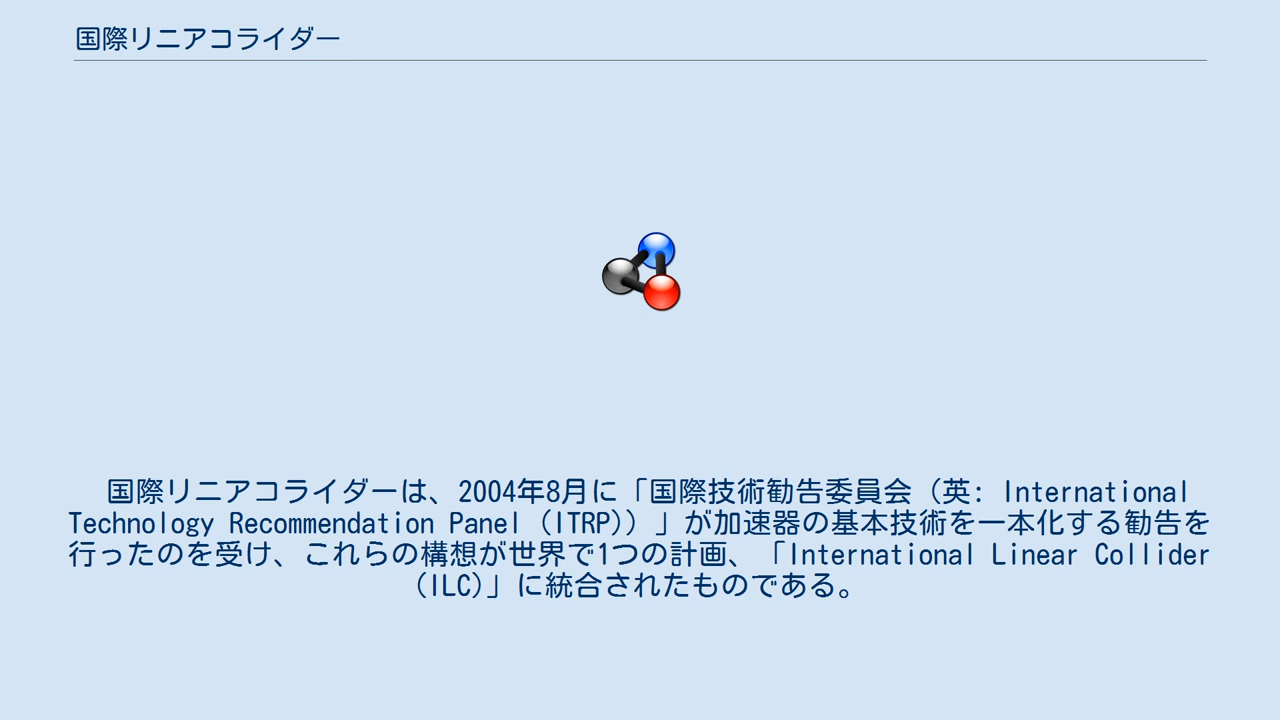 国際リニアコライダー
国際リニアコライダーは、2004年8月に「国際技術勧告委員会（英: International
Technology Recommendation Panel (ITRP)）」が加速器の基本技術を一本化する勧告を
行ったのを受け、これらの構想が世界で1つの計画、「International Linear Collider
(ILC)」に統合されたものである。